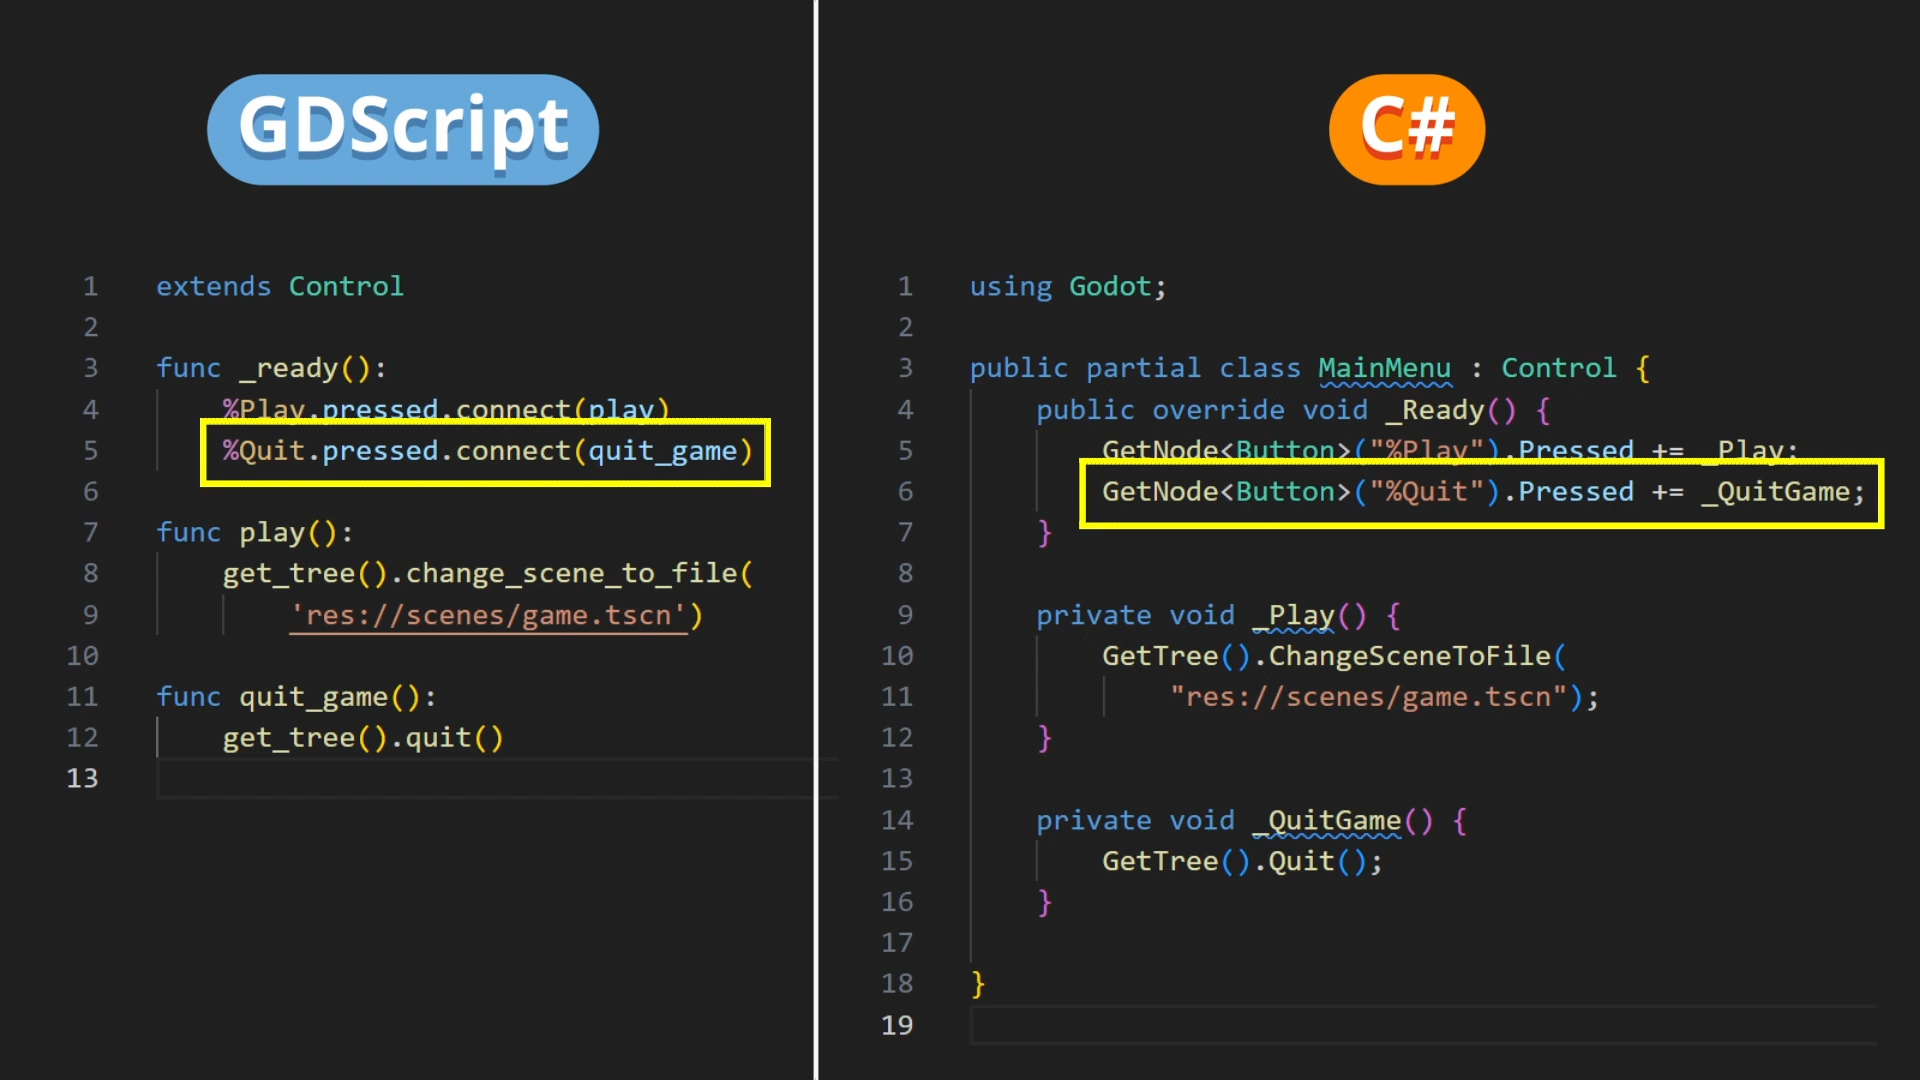 GDScript
1 extends Control
2
3 func _ready():
4 %Play.pressed.connect(play)
5 %Quit.pressed.connect(quit_game)
6
7 func play():
8 get_tree().change_scene_to_file(
9 'res://scenes/game.tscn')
10
11 func quit_game():
12 get_tree().quit()
13
C#
1 using Godot;
2
3 public partial class MainMenu : Control {
4 public override void _Ready() {
5 GetNode<Button>("%Play").Pressed += _Play;
6 GetNode<Button>("%Quit").Pressed += _QuitGame;
7 }
8
9 private void _Play() {
10 GetTree().ChangeSceneToFile(
11 "res://scenes/game.tscn");
12 }
13
14 private void _QuitGame() {
15 GetTree().Quit();
16 }
17
18 }
19